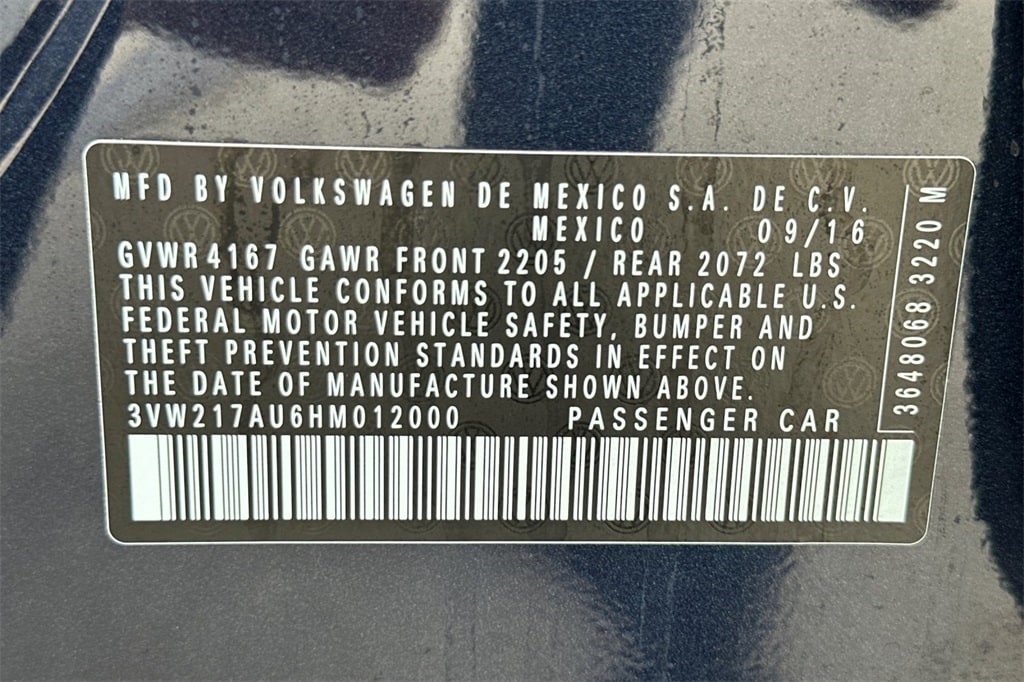 MFD BY VOLKSWAGEN DE MEXICO S.A. DE C.V.
MEXICO 09/16
GVWR 4167 GAWR FRONT 2205 / REAR 2072 LBS
THIS VEHICLE CONFORMS TO ALL APPLICABLE U.S.
FEDERAL MOTOR VEHICLE SAFETY, BUMPER AND
THEFT PREVENTION STANDARDS IN EFFECT ON
THE DATE OF MANUFACTURE SHOWN ABOVE.
3VW217AU6HM012000 PASSENGER CAR
3648068 3220 M